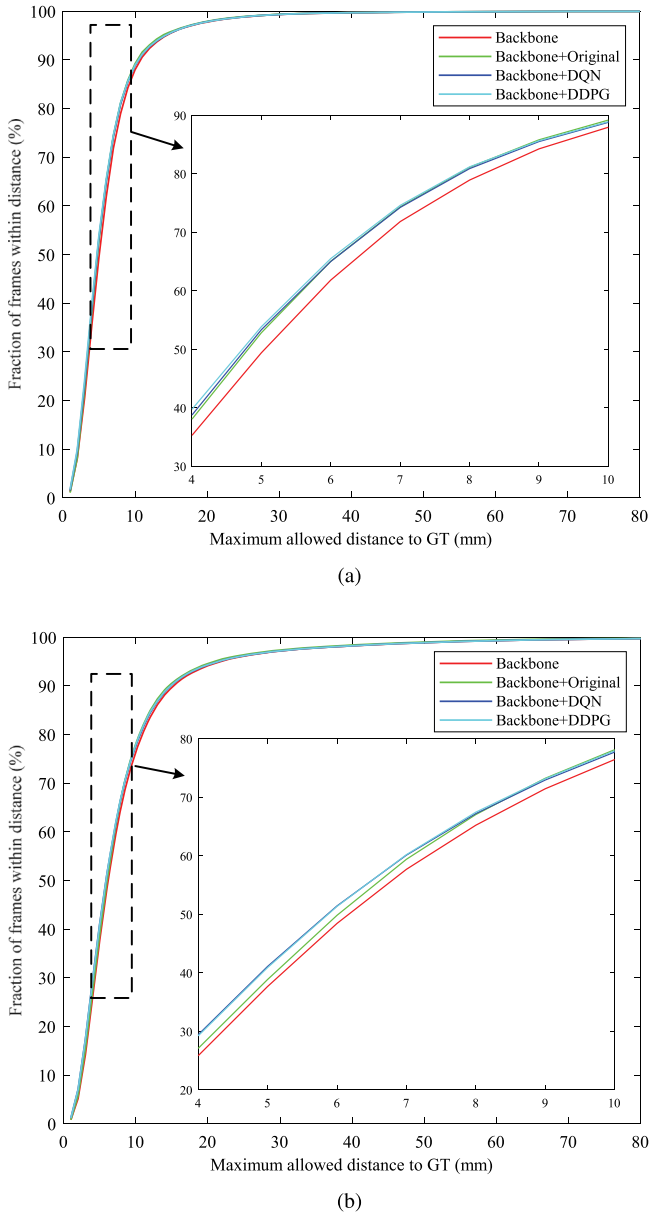 100
90
80
70
60
50
40
30
20
10
0
Fraction of frames within distance (%)
Backbone
Backbone+Original
Backbone+DQN
Backbone+DDPG
90
80
70
60
50
40
30
4 5 6 7 8 9 10
0 10 20 30 40 50 60 70 80
Maximum allowed distance to GT (mm)
(a)
100
90
80
70
60
50
40
30
20
10
0
Fraction of frames within distance (%)
Backbone
Backbone+Original
Backbone+DQN
Backbone+DDPG
80
70
60
50
40
30
20
4 5 6 7 8 9 10
0 10 20 30 40 50 60 70 80
Maximum allowed distance to GT (mm)
(b)